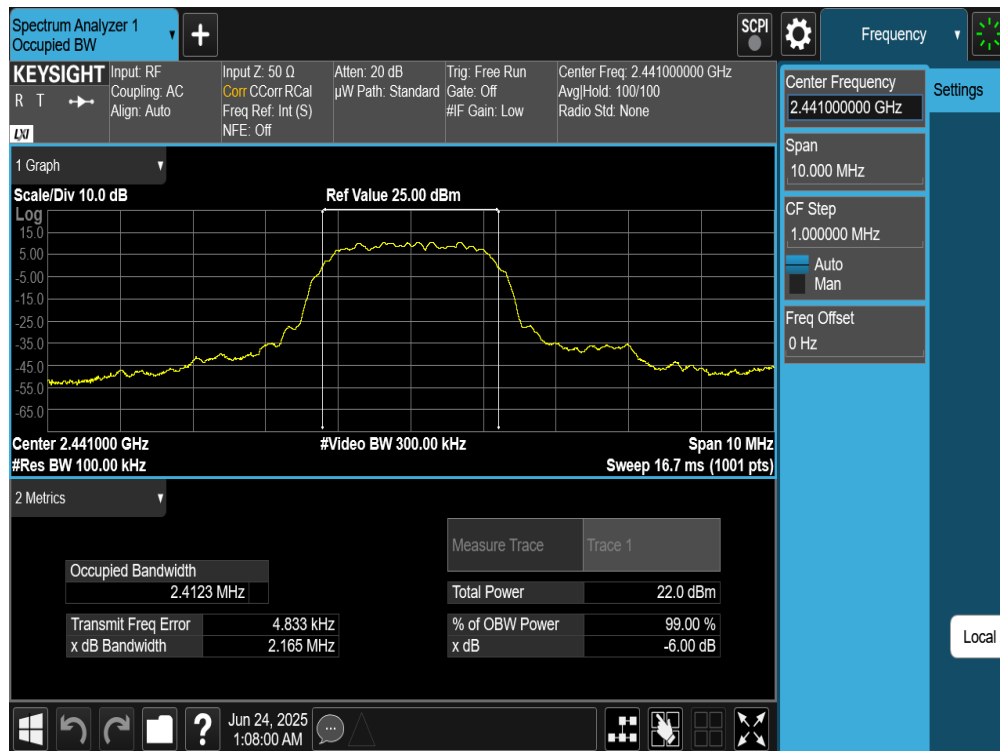 Spectrum Analyzer 1
Occupied BW
+
SCPI
Frequency
KEYSIGHT
R T
LXI
Input: RF
Coupling: AC
Align: Auto
Input Z: 50 Ω
Corr CCorr RCal
Freq Ref: Int (S)
NFE: Off
Atten: 20 dB
µW Path: Standard
Trig: Free Run
Gate: Off
#IF Gain: Low
Center Freq: 2.441000000 GHz
Avg|Hold: 100/100
Radio Std: None
Center Frequency
2.441000000 GHz
Settings
Span
10.000 MHz
CF Step
1.000000 MHz
Auto
Man
Freq Offset
0 Hz
Local
1 Graph
Scale/Div 10.0 dB
Ref Value 25.00 dBm
Log
15.0
5.00
-5.00
-15.0
-25.0
-35.0
-45.0
-55.0
-65.0
Center 2.441000 GHz
#Video BW 300.00 kHz
Span 10 MHz
#Res BW 100.00 kHz
Sweep 16.7 ms (1001 pts)
2 Metrics
Measure Trace
Trace 1
Occupied Bandwidth
2.4123 MHz
Total Power
22.0 dBm
Transmit Freq Error
4.833 kHz
% of OBW Power
99.00 %
x dB Bandwidth
2.165 MHz
x dB
-6.00 dB
?
Jun 24, 2025
1:08:00 AM